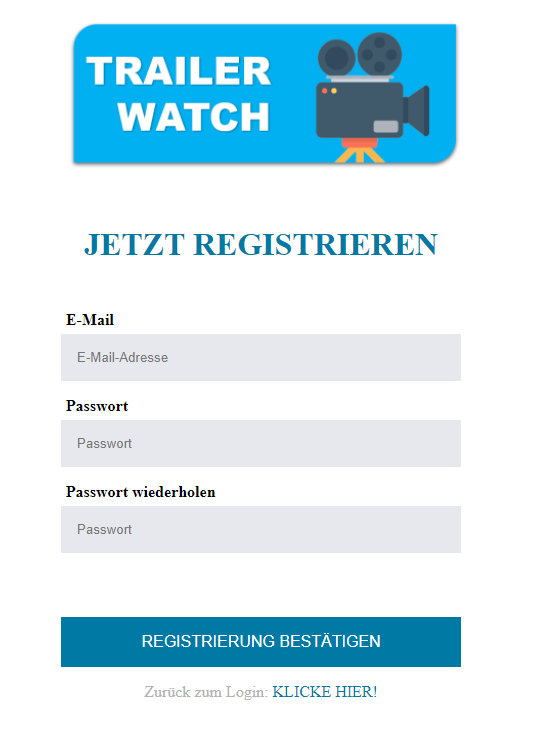 TRAILER
WATCH
JETZT REGISTRIEREN
E-Mail
E-Mail-Adresse
Passwort
Passwort
Passwort wiederholen
Passwort
REGISTRIERUNG BESTÄTIGEN
Zurück zum Login: KLICKE HIER!